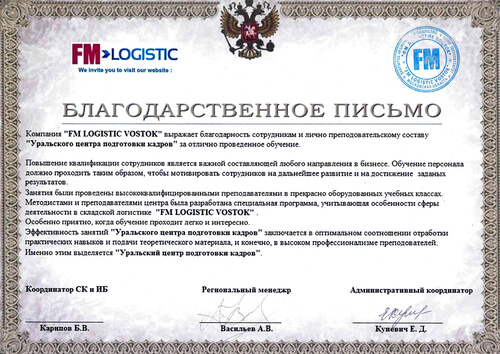 FM LOGISTIC
We invite you to visit our website :
FM
LOGISTIC VOSTOK
БЛАГОДАРСТВЕННОЕ ПИСЬМО
Компания "FM LOGISTIC VOSTOK" выражает благодарность сотрудникам и лично преподовательскому составу
"Уральского центра подготовки кадров" за отлично проведенное обучение.
Повышение квалификации сотрудников является важной составляющей любого направления в бизнесе. Обучение персонала
должно проходить таким образом, чтобы мотивировать сотрудников на дальнейшее развитие и на достижение заданых
результатов.
Занятия были проведены высококвалифицированными преподавателями в прекрасно оборудованных учебных классах.
Методистами и преподавателями центра была разработана специальная программа, учитывающая особенности сферы
деятельности в складской логистике "FM LOGISTIC VOSTOK" .
Особенно приятно, когда обучение проходит легко и интересно.
Эффективность занятий "Уральского центра подготовки кадров" заключается в оптимальном соотношении отработки
практических навыков и подачи теоретического материала, и конечно, в высоком профессионализме преподавателей.
Именно этим выделяется "Уральский центр подготовки кадров".
Координатор СК и ИБ
Региональный менеджр
Административный координатор
Карипов Б.В.
Васильев А.В.
Куневич Е. Д.